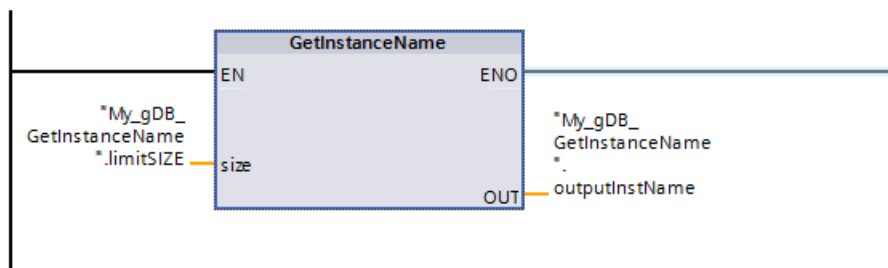 GetInstanceName
EN
ENO
"My_gDB_
GetInstanceName
".limitSIZE
size
"My_gDB_
GetInstanceName
".
outputInstName
OUT